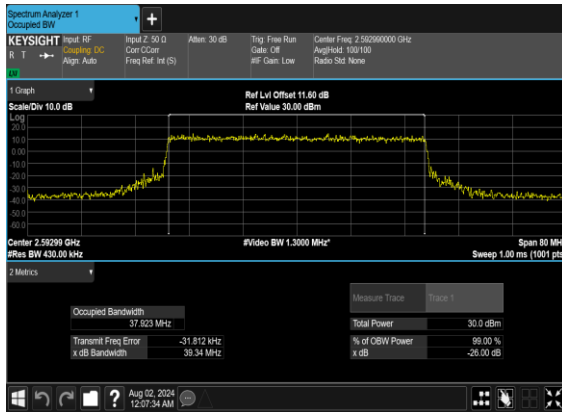 Spectrum Analyzer 1
Occupied BW
+
KEYSIGHT
R T
Input: RF
Coupling: DC
Align: Auto
Input Z: 50 Ω
Corr CCorr
Freq Ref: Int (S)
Atten: 30 dB
Trig: Free Run
Gate: Off
#IF Gain: Low
Center Freq: 2.592990000 GHz
Avg|Hold: 100/100
Radio Std: None
1 Graph
Scale/Div 10.0 dB
Ref Lvl Offset 11.60 dB
Ref Value 30.00 dBm
Log
20.0
10.0
0.00
-10.0
-20.0
-30.0
-40.0
-50.0
-60.0
Center 2.59299 GHz
#Res BW 430.00 kHz
#Video BW 1.3000 MHz*
Span 80 MH
Sweep 1.00 ms (1001 pts
2 Metrics
Measure Trace
Trace 1
Occupied Bandwidth
37.923 MHz
Total Power
30.0 dBm
Transmit Freq Error
-31.812 kHz
% of OBW Power
99.00 %
x dB Bandwidth
39.34 MHz
x dB
-26.00 dB
?
Aug 02, 2024
12:07:34 AM